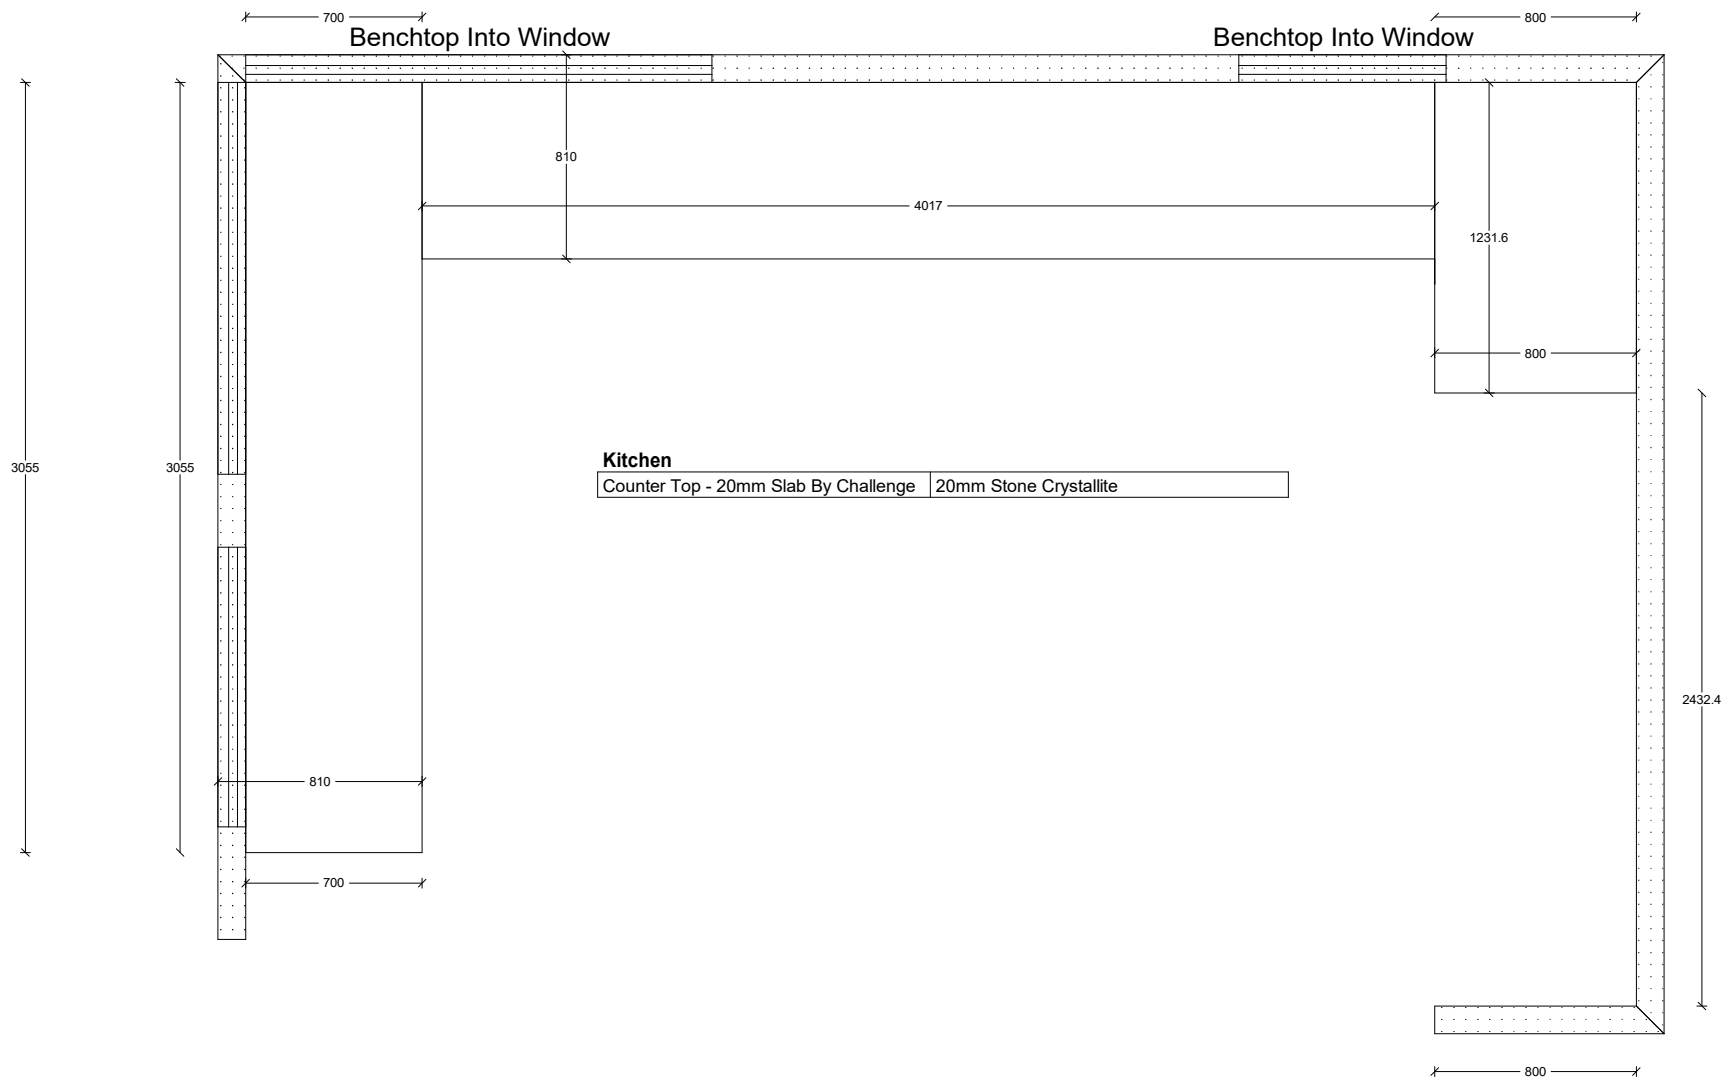 700
800
Benchtop Into Window
Benchtop Into Window
810
4017
1231.6
800
Kitchen
3055
3055
Counter Top - 20mm Slab By Challenge
20mm Stone Crystallite
2432.4
810
700
800